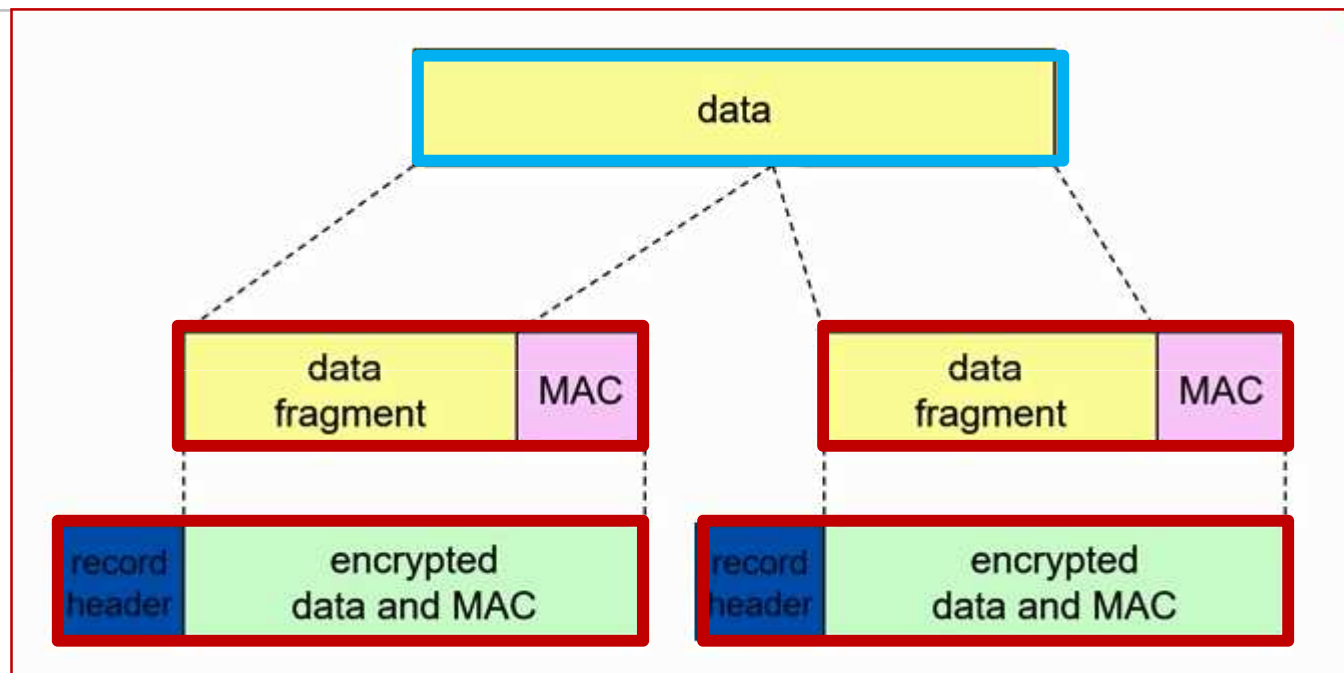 data
data
fragment
MAC
data
fragment
MAC
record
header
encrypted
data and MAC
record
header
encrypted
data and MAC